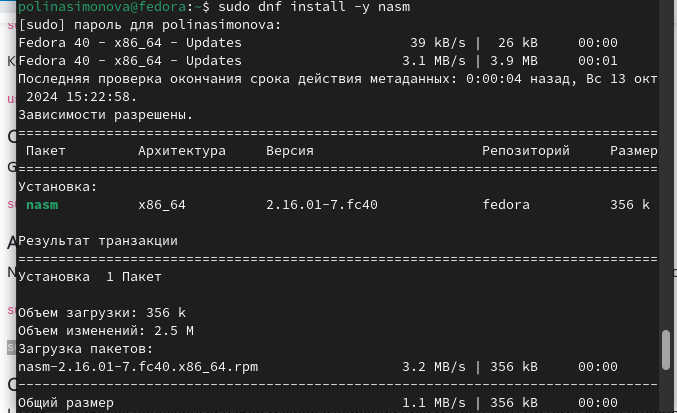 polinasimonova@fedora:~$ sudo dnf install -y nasm
[sudo] пароль для polinasimonova:
Fedora 40 - x86_64 - Updates 39 kB/s | 26 kB 00:00
Fedora 40 - x86_64 - Updates 3.1 MB/s | 3.9 MB 00:01
Последняя проверка окончания срока действия метаданных: 0:00:04 назад, Вс 13 окт
2024 15:22:58.
Зависимости разрешены.
================================================================================
Пакет Архитектура Версия Репозиторий Размер
================================================================================
Установка:
nasm x86_64 2.16.01-7.fc40 fedora 356 k
Результат транзакции
================================================================================
Установка 1 Пакет
Объем загрузки: 356 k
Объем изменений: 2.5 M
Загрузка пакетов:
nasm-2.16.01-7.fc40.x86_64.rpm 3.2 MB/s | 356 kB 00:00
--------------------------------------------------------------------------------
Общий размер 1.1 MB/s | 356 kB 00:00